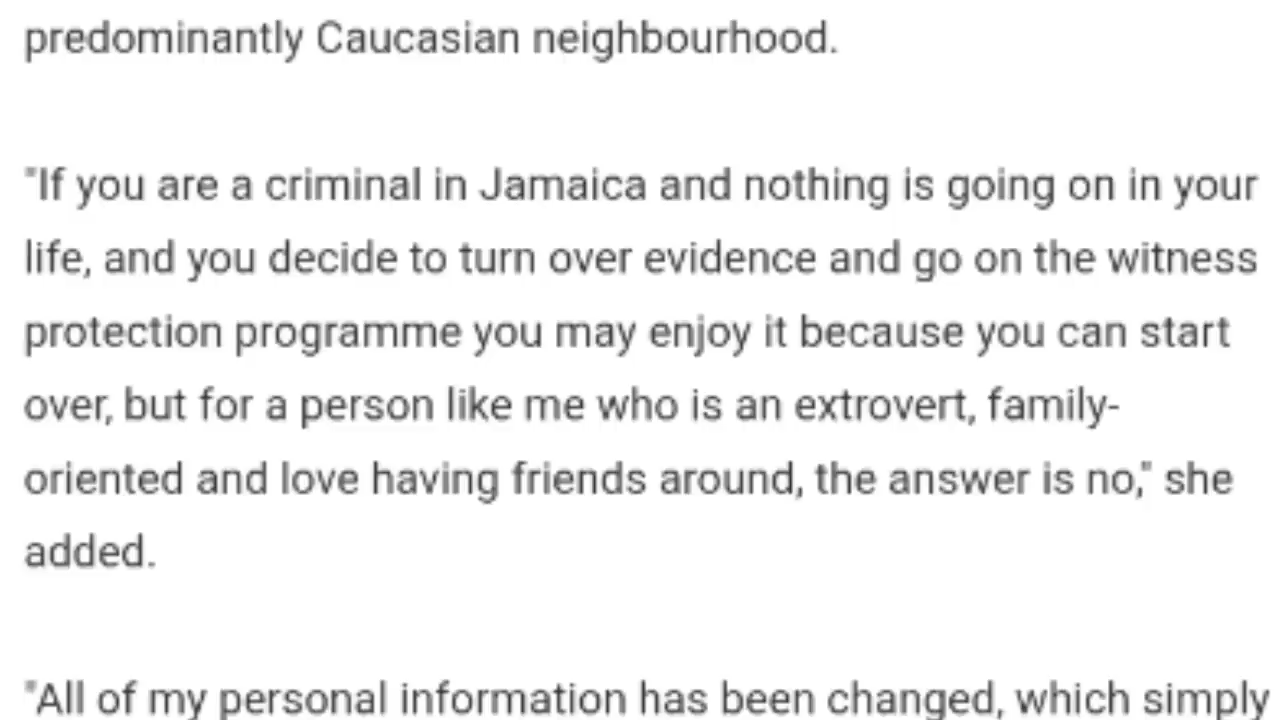 predominantly Caucasian neighbourhood.
"If you are a criminal in Jamaica and nothing is going on in your
life, and you decide to turn over evidence and go on the witness
protection programme you may enjoy it because you can start
over, but for a person like me who is an extrovert, family-
oriented and love having friends around, the answer is no," she
added.
"All of my personal information has been changed, which simply